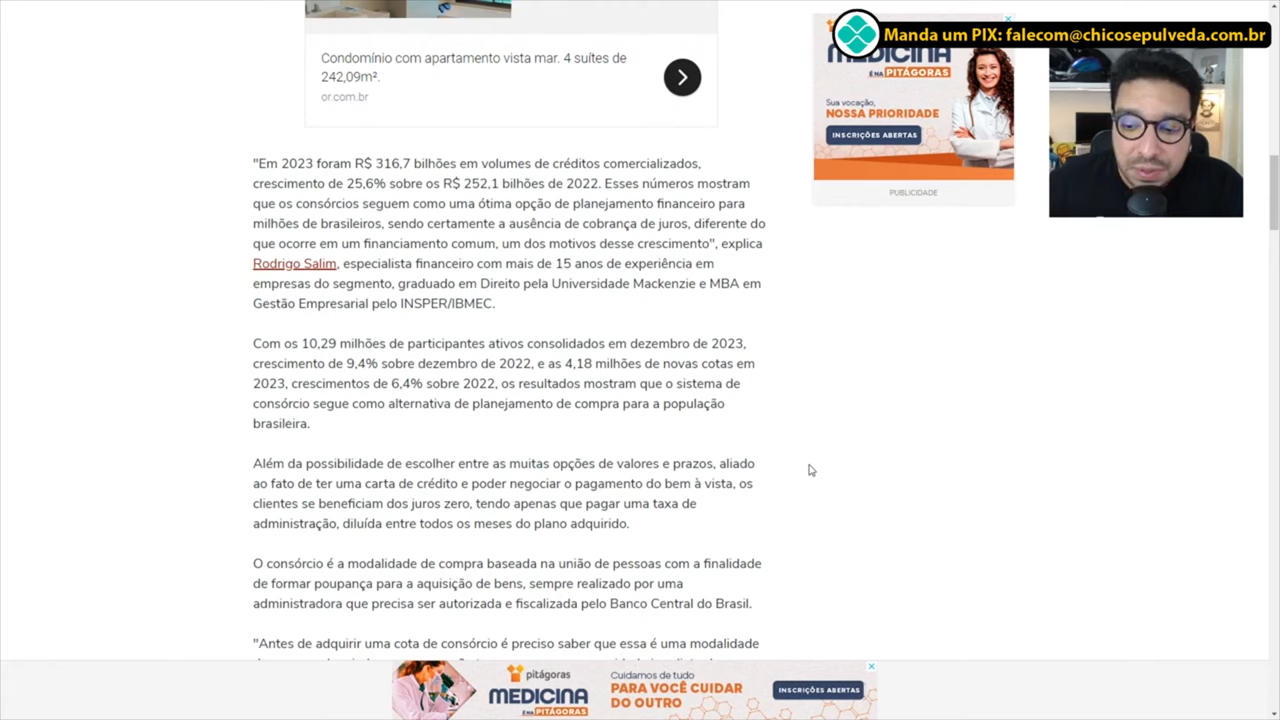 Manda um PIX: falecom@chicosepulveda.com.br
Condomínio com apartamento vista mar. 4 suítes de
242,09m².
or.com.br
MEDICINA
É NA PITÁGORAS
Sua vocação,
NOSSA PRIORIDADE
INSCRIÇÕES ABERTAS
PUBLICIDADE
"Em 2023 foram R$ 316,7 bilhões em volumes de créditos comercializados,
crescimento de 25,6% sobre os R$ 252,1 bilhões de 2022. Esses números mostram
que os consórcios seguem como uma ótima opção de planejamento financeiro para
milhões de brasileiros, sendo certamente a ausência de cobrança de juros, diferente do
que ocorre em um financiamento comum, um dos motivos desse crescimento", explica
Rodrigo Salim, especialista financeiro com mais de 15 anos de experiência em
empresas do segmento, graduado em Direito pela Universidade Mackenzie e MBA em
Gestão Empresarial pelo INSPER/IBMEC.
Com os 10,29 milhões de participantes ativos consolidados em dezembro de 2023,
crescimento de 9,4% sobre dezembro de 2022, e as 4,18 milhões de novas cotas em
2023, crescimentos de 6,4% sobre 2022, os resultados mostram que o sistema de
consórcio segue como alternativa de planejamento de compra para a população
brasileira.
Além da possibilidade de escolher entre as muitas opções de valores e prazos, aliado
ao fato de ter uma carta de crédito e poder negociar o pagamento do bem à vista, os
clientes se beneficiam dos juros zero, tendo apenas que pagar uma taxa de
administração, diluída entre todos os meses do plano adquirido.
O consórcio é a modalidade de compra baseada na união de pessoas com a finalidade
de formar poupança para a aquisição de bens, sempre realizado por uma
administradora que precisa ser autorizada e fiscalizada pelo Banco Central do Brasil.
"Antes de adquirir uma cota de consórcio é preciso saber que essa é uma modalidade
pitágoras
MEDICINA
É NA PITÁGORAS
Cuidamos de tudo
PARA VOCÊ CUIDAR
DO OUTRO
INSCRIÇÕES ABERTAS